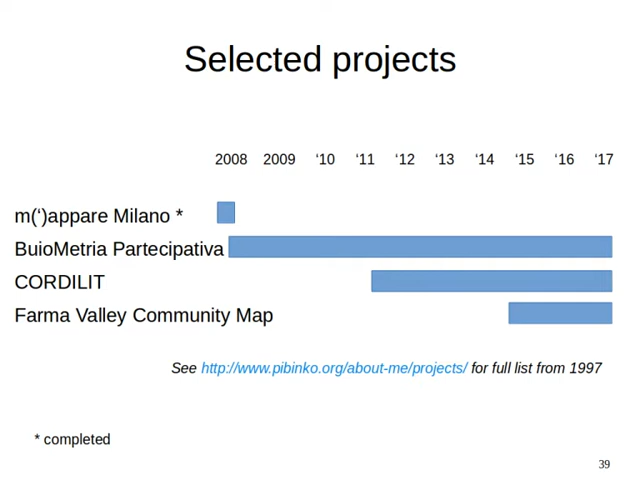 Selected projects
2008 2009 ‘10 ‘11 ‘12 ‘13 ‘14 ‘15 ‘16 ‘17
m(‘)appare Milano *
BuioMetria Partecipativa
CORDILIT
Farma Valley Community Map
See http://www.pibinko.org/about-me/projects/ for full list from 1997
* completed
39